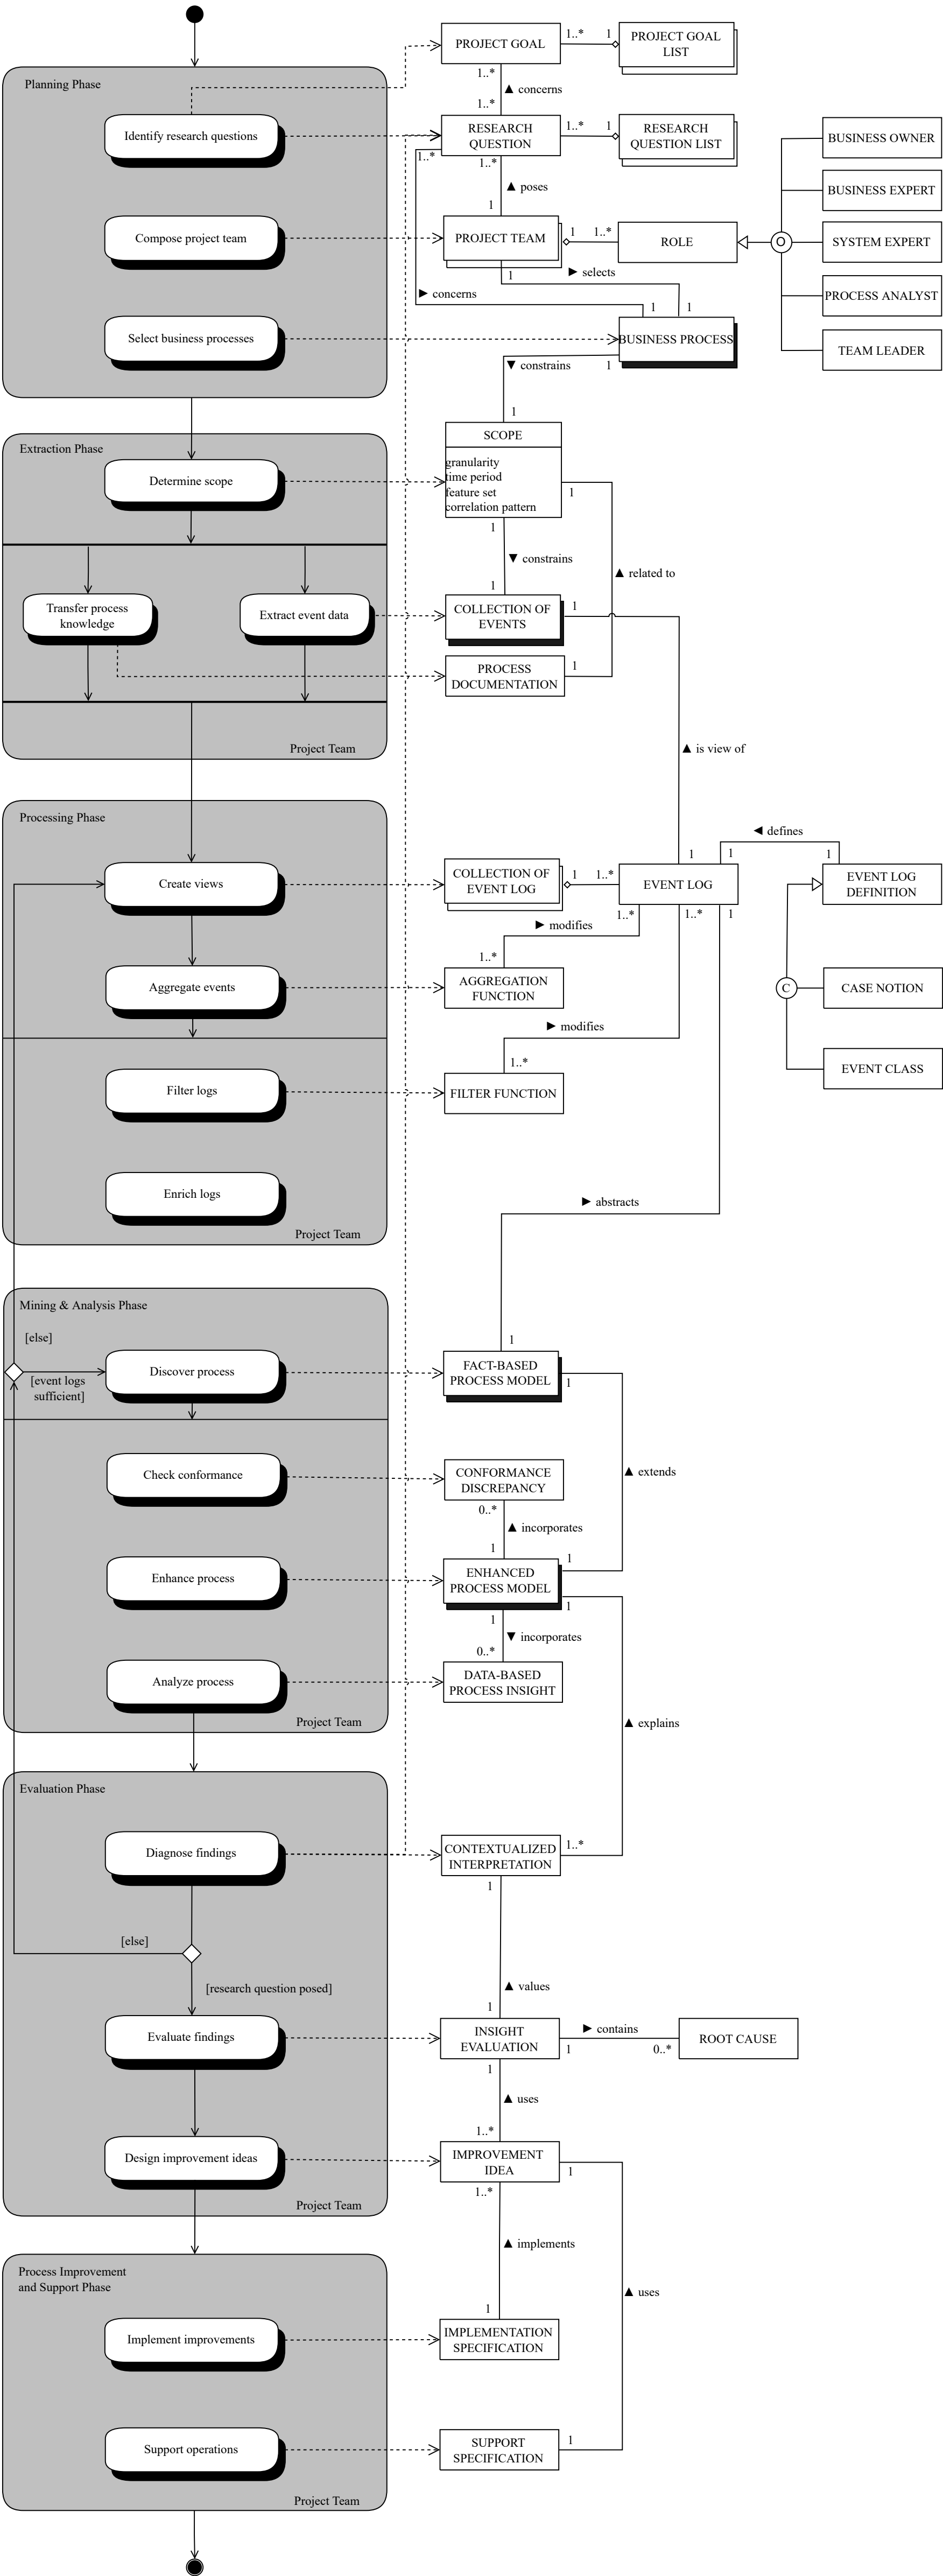 PROJECT GOAL
1..*
1
PROJECT GOAL
LIST
Planning Phase
1..*
▲ concerns
1..*
Identify research questions
RESEARCH
QUESTION
1..*
1
RESEARCH
QUESTION LIST
BUSINESS OWNER
1..*
1..*
▲ poses
BUSINESS EXPERT
1
Compose project team
PROJECT TEAM
1
1..*
ROLE
O
SYSTEM EXPERT
1
► selects
► concerns
1
1
PROCESS ANALYST
Select business processes
BUSINESS PROCESS
TEAM LEADER
▼ constrains
1
1
Extraction Phase
SCOPE
granularity
time period
feature set
correlation pattern
Determine scope
1
1
▼ constrains
▲ related to
1
Transfer process
knowledge
Extract event data
COLLECTION OF
EVENTS
1
PROCESS
DOCUMENTATION
1
Project Team
▲ is view of
Processing Phase
◄ defines
1
1
1
Create views
COLLECTION OF
EVENT LOG
1
1..*
EVENT LOG
EVENT LOG
DEFINITION
1..*
1..*
1
► modifies
1..*
Aggregate events
AGGREGATION
FUNCTION
C
CASE NOTION
► modifies
1..*
Filter logs
FILTER FUNCTION
EVENT CLASS
Enrich logs
► abstracts
Project Team
Mining & Analysis Phase
[else]
1
Discover process
FACT-BASED
PROCESS MODEL
1
[event logs
sufficient]
Check conformance
CONFORMANCE
DISCREPANCY
▲ extends
0..*
▲ incorporates
1
1
Enhance process
ENHANCED
PROCESS MODEL
1
1
▼ incorporates
0..*
Analyze process
DATA-BASED
PROCESS INSIGHT
Project Team
▲ explains
Evaluation Phase
Diagnose findings
CONTEXTUALIZED
INTERPRETATION
1..*
1
[else]
[research question posed]
▲ values
1
Evaluate findings
INSIGHT
EVALUATION
► contains
1
0..*
ROOT CAUSE
1
▲ uses
1..*
Design improvement ideas
IMPROVEMENT
IDEA
1
1..*
Project Team
▲ implements
Process Improvement
and Support Phase
▲ uses
1
Implement improvements
IMPLEMENTATION
SPECIFICATION
Support operations
SUPPORT
SPECIFICATION
1
Project Team